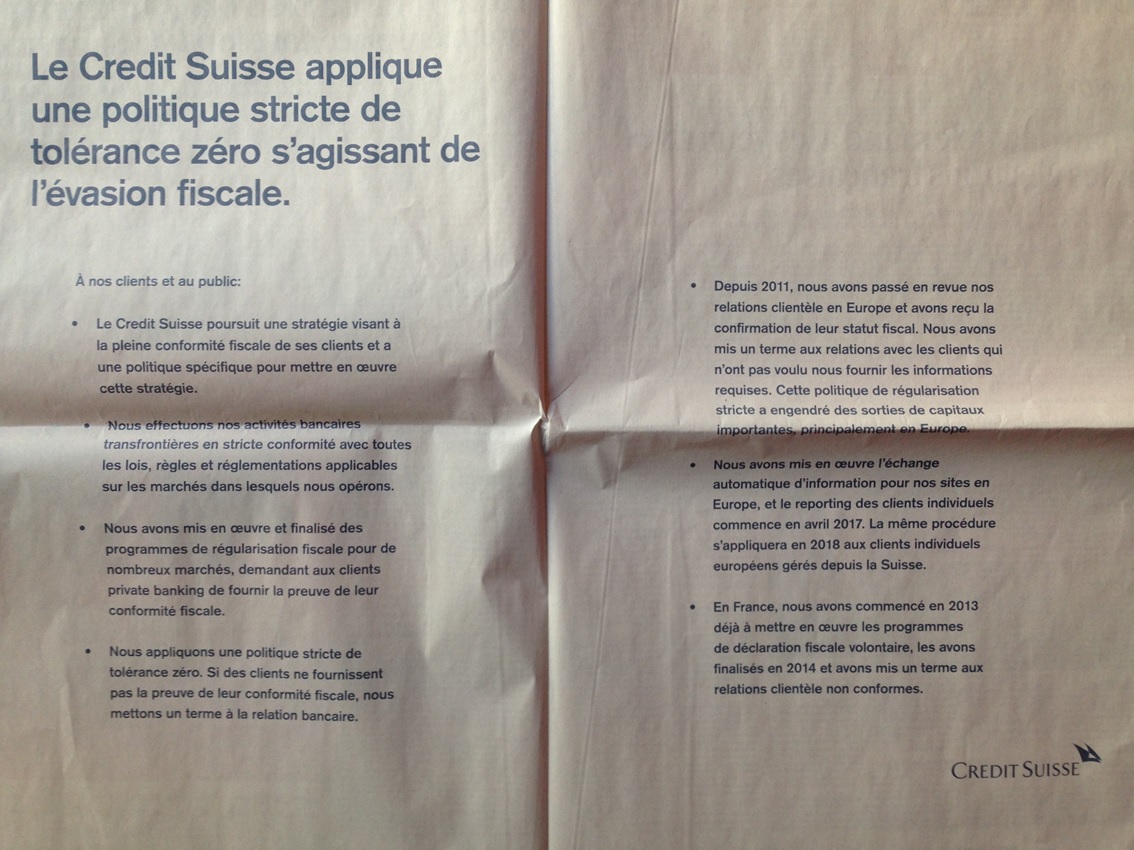 Le Credit Suisse applique
une politique stricte de
tolérance zéro s'agissant de
l'évasion fiscale.
À nos clients et au public:
• Le Credit Suisse poursuit une stratégie visant à
la pleine conformité fiscale de ses clients et a
une politique spécifique pour mettre en œuvre
cette stratégie.
• Nous effectuons nos activités bancaires
transfrontières en stricte conformité avec toutes
les lois, règles et réglementations applicables
sur les marchés dans lesquels nous opérons.
• Nous avons mis en œuvre et finalisé des
programmes de régularisation fiscale pour de
nombreux marchés, demandant aux clients
private banking de fournir la preuve de leur
conformité fiscale.
• Nous appliquons une politique stricte de
tolérance zéro. Si des clients ne fournissent
pas la preuve de leur conformité fiscale, nous
mettons un terme à la relation bancaire.
• Depuis 2011, nous avons passé en revue nos
relations clientèle en Europe et avons reçu la
confirmation de leur statut fiscal. Nous avons
mis un terme aux relations avec les clients qui
n'ont pas voulu nous fournir les informations
requises. Cette politique de régularisation
stricte a engendré des sorties de capitaux
importantes, principalement en Europe.
• Nous avons mis en œuvre l'échange
automatique d'information pour nos sites en
Europe, et le reporting des clients individuels
commence en avril 2017. La même procédure
s'appliquera en 2018 aux clients individuels
européens gérés depuis la Suisse.
• En France, nous avons commencé en 2013
déjà à mettre en œuvre les programmes
de déclaration fiscale volontaire, les avons
finalisés en 2014 et avons mis un terme aux
relations clientèle non conformes.
CREDIT SUISSE